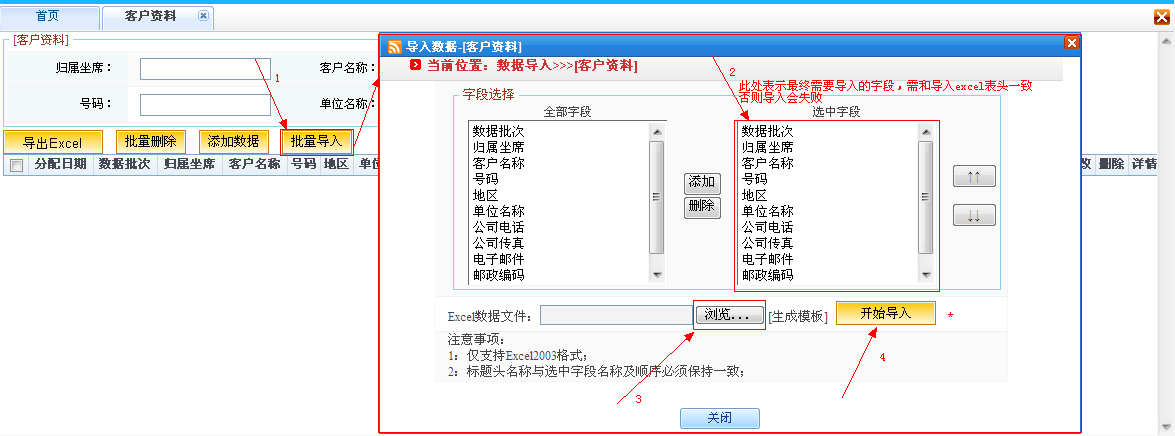 首页
客户资料
[客户资料]
归属坐席：
客户名称：
号码：
单位名称：
导出Excel
批量删除
添加数据
批量导入
1
分配日期 数据批次 归属坐席 客户名称 号码 地区
删除 详情
导入数据-[客户资料]
当前位置：数据导入>>>[客户资料]
2
此处表示最终需要导入的字段，需和导入excel表头一致
否则导入会失败
字段选择
全部字段
选中字段
数据批次
归属坐席
客户名称
号码
地区
单位名称
公司电话
公司传真
电子邮件
邮政编码
添加
删除
数据批次
归属坐席
客户名称
号码
地区
单位名称
公司电话
公司传真
电子邮件
邮政编码
↑↑
↓↓
Excel数据文件：
浏览...
[生成模板]
开始导入
*
注意事项：
1：仅支持Excel2003格式；
2：标题头名称与选中字段名称及顺序必须保持一致；
3
4
关闭